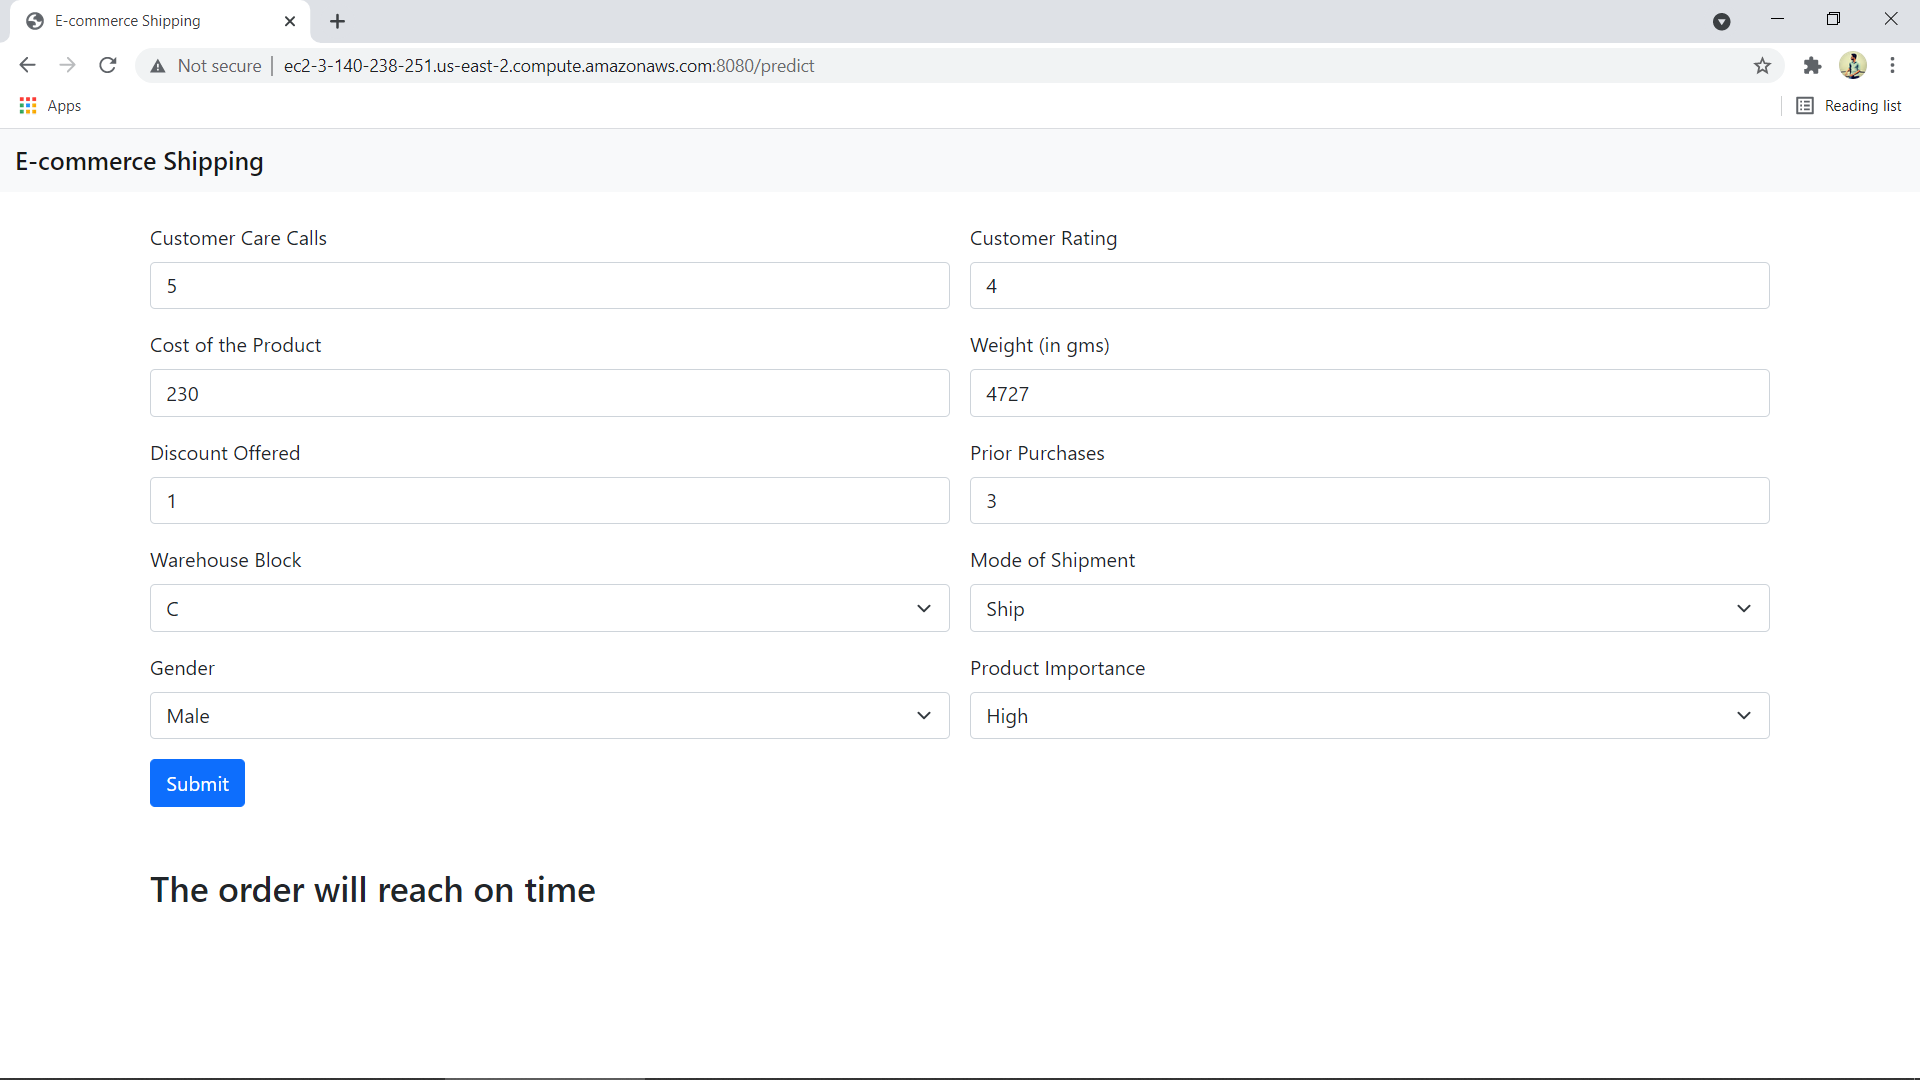 E-commerce Shipping
Not secure ec2-3-140-238-251.us-east-2.compute.amazonaws.com:8080/predict
Apps Reading list
E-commerce Shipping
Customer Care Calls Customer Rating
5 4
Cost of the Product Weight (in gms)
230 4727
Discount Offered Prior Purchases
1 3
Warehouse Block Mode of Shipment
C Ship
Gender Product Importance
Male High
Submit
The order will reach on time